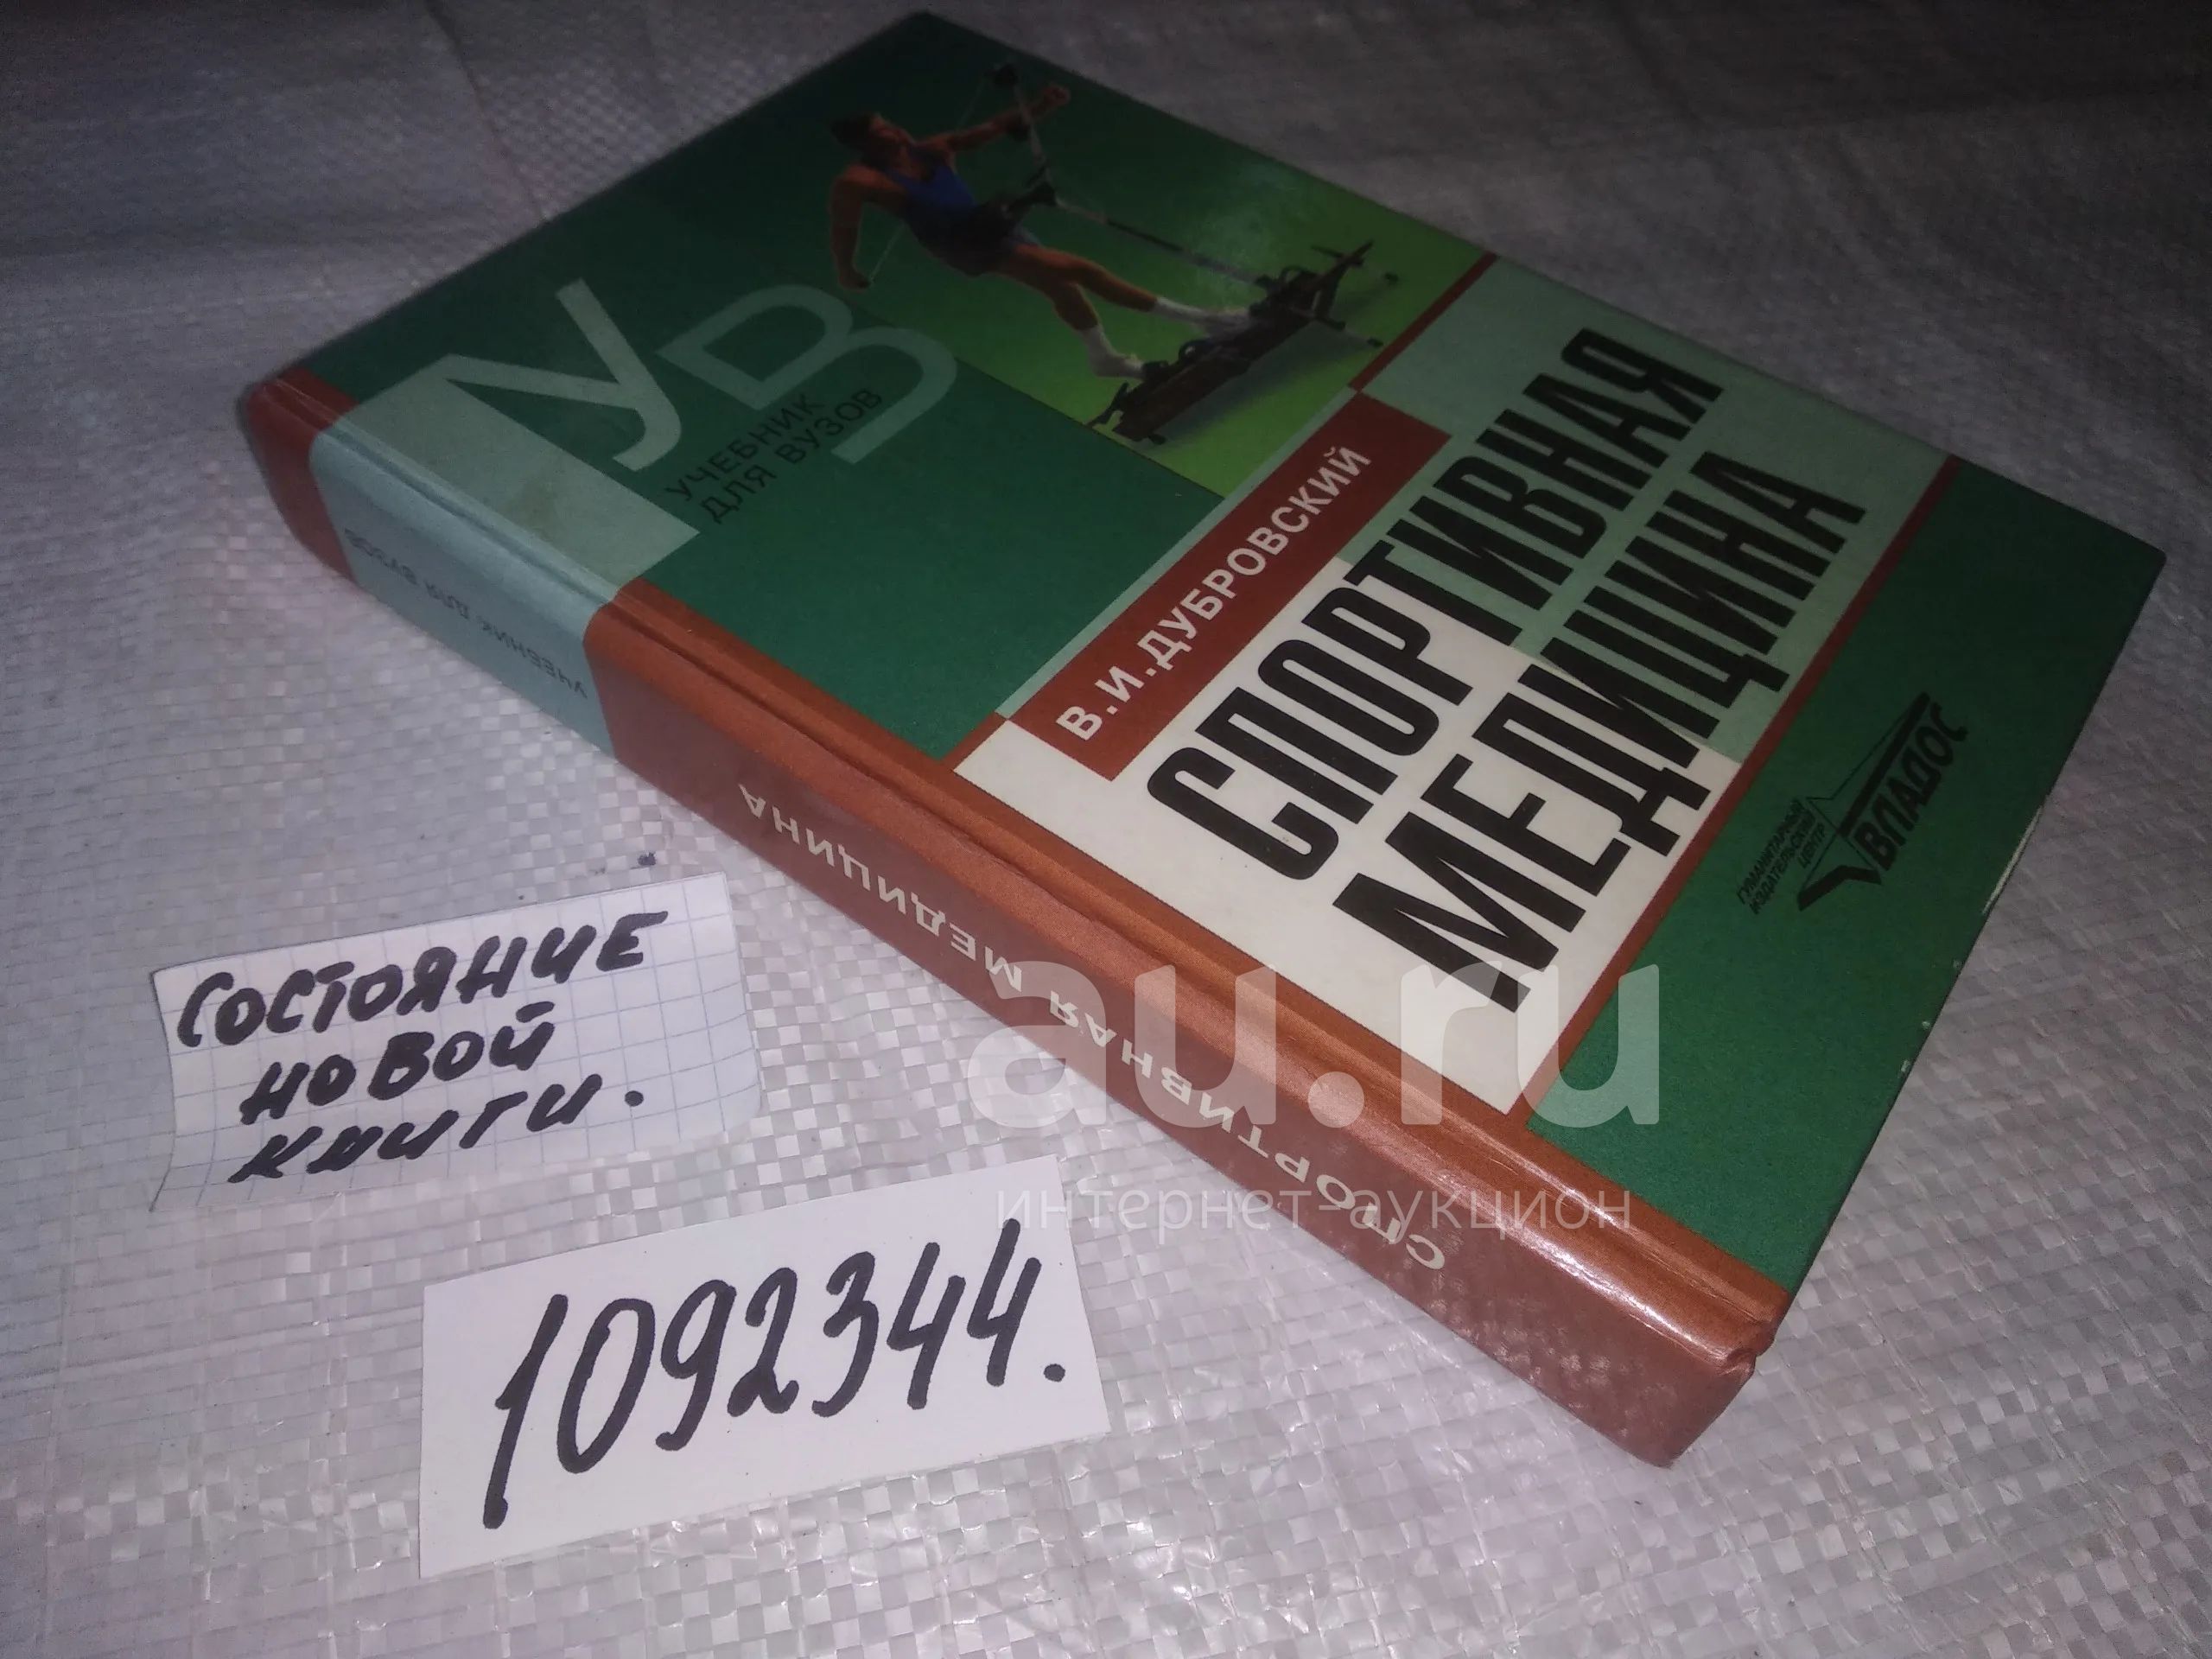 УВ
УЧЕБНИК
ДЛЯ ВУЗОВ
В.И.ДУБРОВСКИЙ
СПОРТИВНАЯ
МЕДИЦИНА
ГУМАНИТАРНЫЙ
ИЗДАТЕЛЬСКИЙ
ЦЕНТР
ВЛАДОС
СПОРТИВНАЯ МЕДИЦИНА
УЧЕБНИК ДЛЯ ВУЗОВ
СОСТОЯНИЕ
НОВОЙ
КНИГИ.
1092344.
au.ru
интернет-аукцион